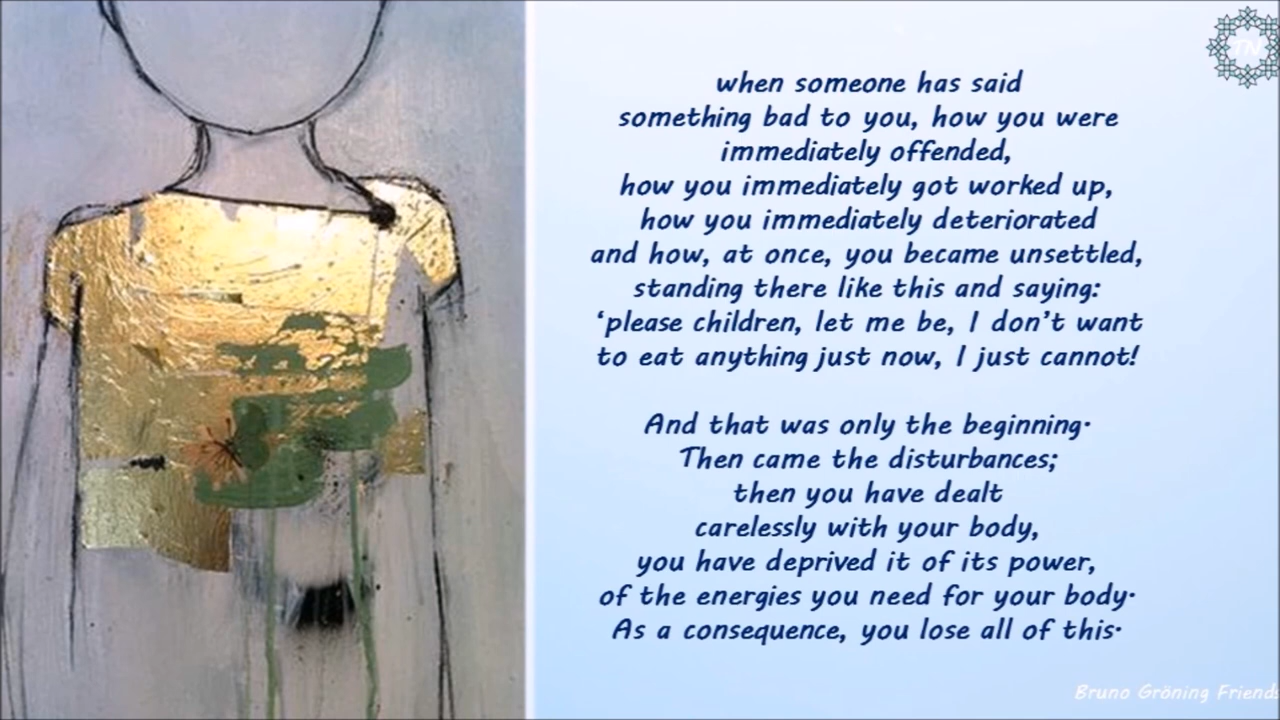 TN
when someone has said
something bad to you, how you were
immediately offended,
how you immediately got worked up,
how you immediately deteriorated
and how, at once, you became unsettled,
standing there like this and saying:
‘please children, let me be, I don’t want
to eat anything just now, I just cannot!
And that was only the beginning·
Then came the disturbances;
then you have dealt
carelessly with your body,
you have deprived it of its power,
of the energies you need for your body·
As a consequence, you lose all of this·
Bruno Gröning Friends